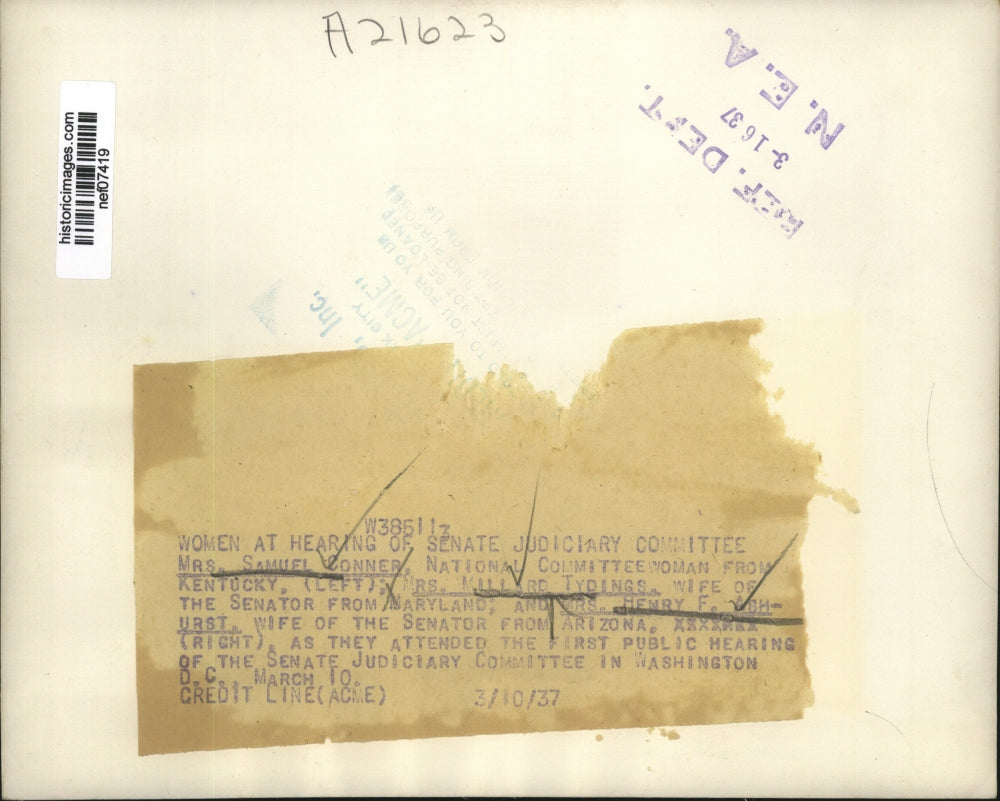 A21623
historicimages.com
nef07419
N. E. A.
3-16 37
REF. DEPT.
Inc.
"ACME"
W38511z
WOMEN AT HEARING OF SENATE JUDICIARY COMMITTEE
MRS. SAMUEL CONNER, NATIONAL COMMITTEEWOMAN FROM
KENTUCKY, (LEFT); MRS. MILLARD TYDINGS, WIFE OF
THE SENATOR FROM MARYLAND; AND MRS. HENRY F. ASH-
URST, WIFE OF THE SENATOR FROM ARIZONA, XXXXXXX
(RIGHT), AS THEY ATTENDED THE FIRST PUBLIC HEARING
OF THE SENATE JUDICIARY COMMITTEE IN WASHINGTON
D.C., MARCH 10.
CREDIT LINE(ACME) 3/10/37